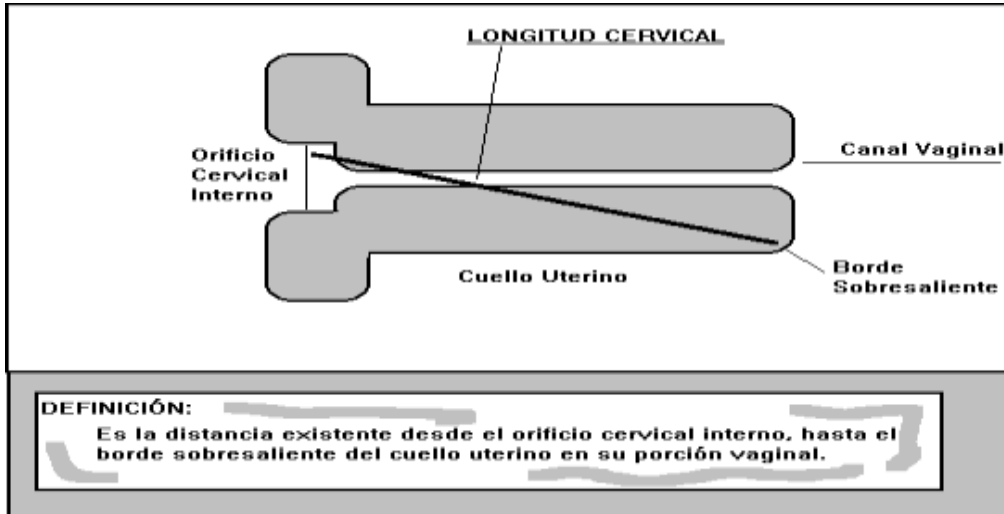 LONGITUD CERVICAL
Orificio
Cervical
Interno
Canal Vaginal
Cuello Uterino
Borde
Sobresaliente
DEFINICIÓN:
Es la distancia existente desde el orificio cervical interno, hasta el
borde sobresaliente del cuello uterino en su porción vaginal.